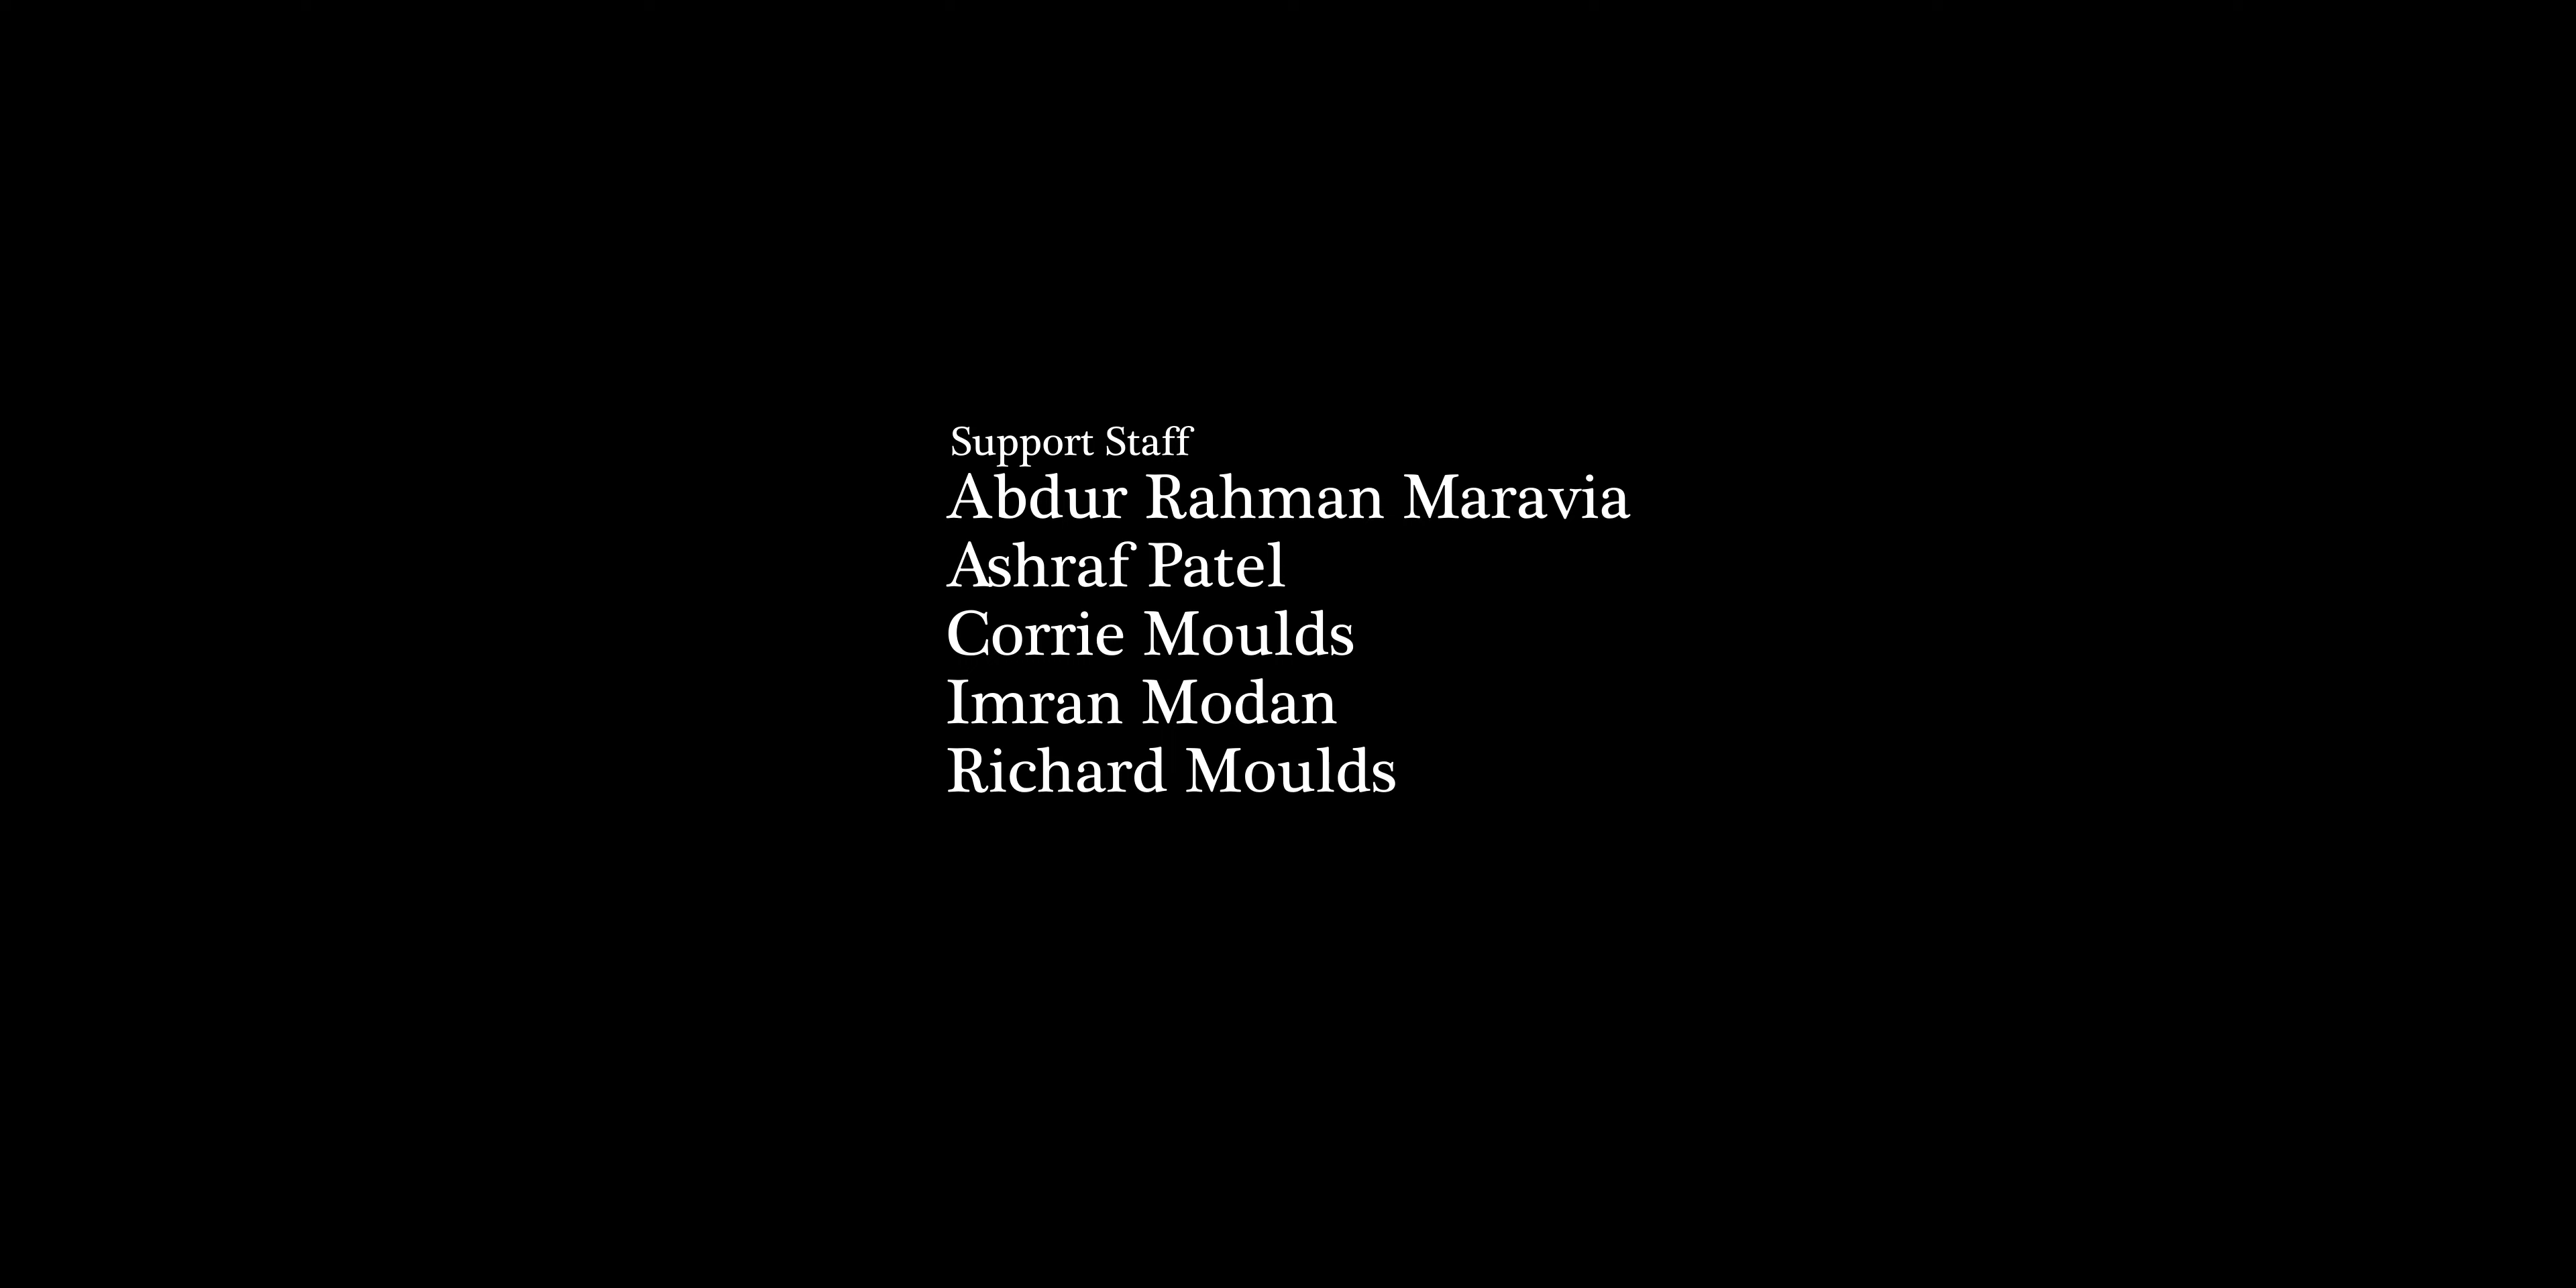 Support Staff
Abdur Rahman Maravia
Ashraf Patel
Corrie Moulds
Imran Modan
Richard Moulds